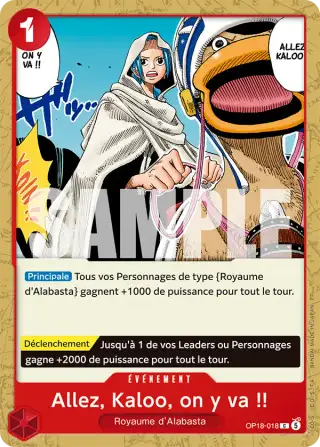 1
ON Y
VA !!
ALLEZ
KALOO,
SAMPLE
Principale Tous vos Personnages de type {Royaume
d'Alabasta} gagnent +1000 de puissance pour tout le tour.
Déclenchement Jusqu'à 1 de vos Leaders ou Personnages
gagne +2000 de puissance pour tout le tour.
ÉVÉNEMENT
Allez, Kaloo, on y va !!
Royaume d'Alabasta
OP18-018 C